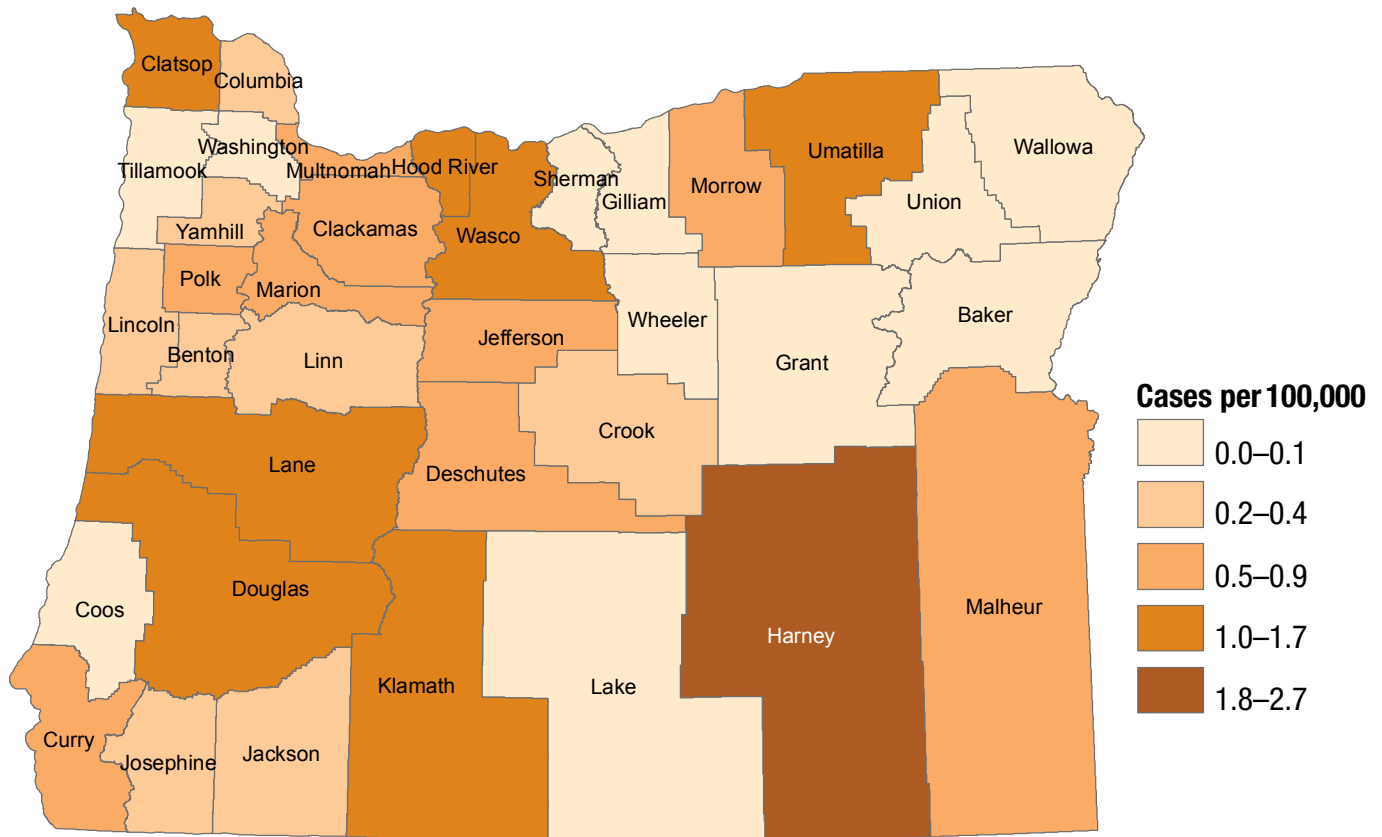 Clatsop
Columbia
Washington
Tillamook
Multnomah
Hood River
Sherman
Gilliam
Morrow
Umatilla
Union
Wallowa
Yamhill
Clackamas
Wasco
Polk
Marion
Lincoln
Benton
Linn
Jefferson
Wheeler
Grant
Baker
Crook
Lane
Deschutes
Douglas
Coos
Klamath
Lake
Harney
Malheur
Curry
Josephine
Jackson
Cases per 100,000
0.0–0.1
0.2–0.4
0.5–0.9
1.0–1.7
1.8–2.7